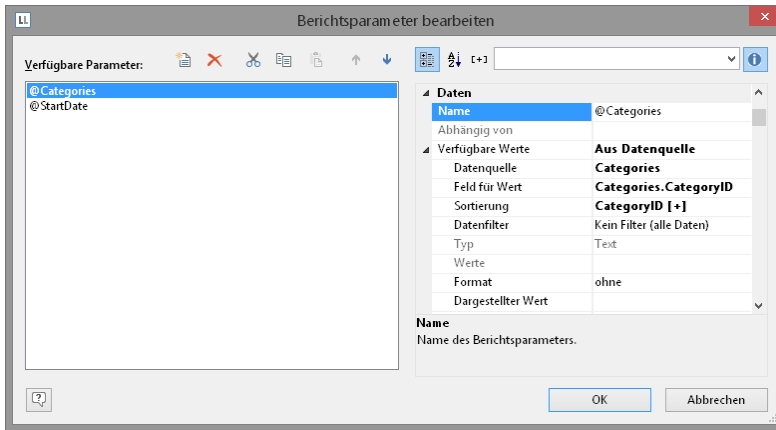 LL
Berichtsparameter bearbeiten
Verfügbare Parameter:
@Categories
@StartDate
A
Z
[+]
Daten
Name @Categories
Abhängig von
Verfügbare Werte Aus Datenquelle
Datenquelle Categories
Feld für Wert Categories.CategoryID
Sortierung CategoryID [+]
Datenfilter Kein Filter (alle Daten)
Typ Text
Werte
Format ohne
Dargestellter Wert
Name
Name des Berichtsparameters.
OK Abbrechen